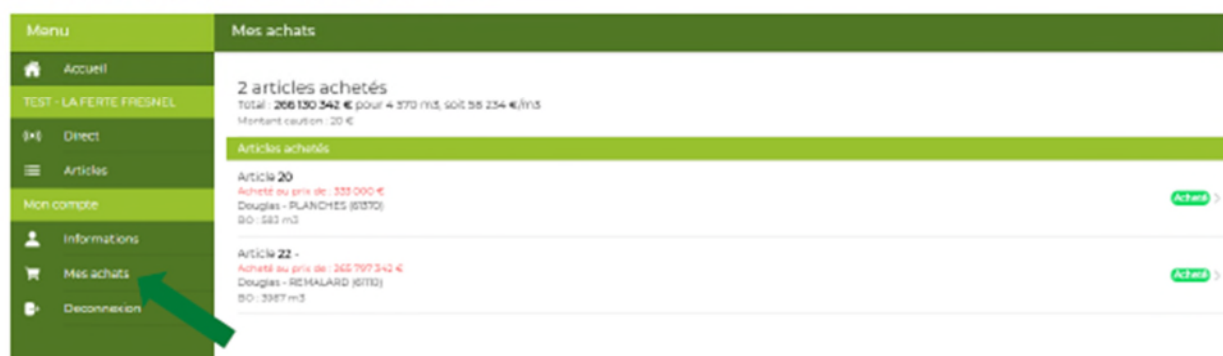 Menu
Accueil
TEST - LA FERTE FRESNEL
Direct
Articles
Mon compte
Informations
Mes achats
Deconnexion
Mes achats
2 articles achetés
Total : 266 130 342 € pour 4 570 m3, soit 58 234 €/m3
Montant caution : 20 €
Articles achetés
Article 20
Acheté au prix de : 333 000 €
Douglas - PLANCHES (61370)
BO : 583 m3
Acheté
Article 22 -
Acheté au prix de : 265 797 342 €
Douglas - REMALARD (61110)
BO : 3987 m3
Acheté